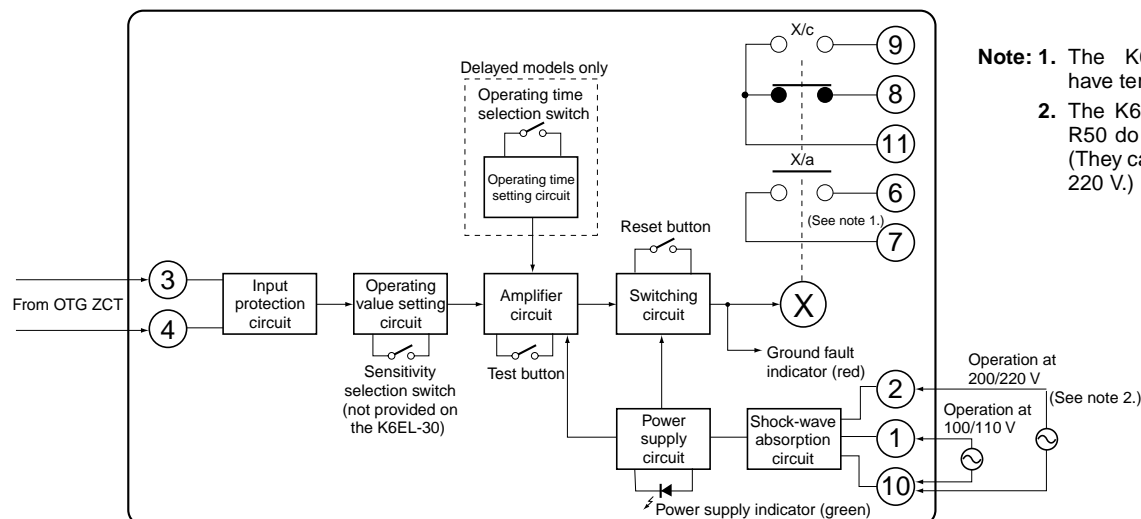 X/c
9
Delayed models only
Operating time
selection switch
8
11
Operating time
setting circuit
X/a
6
(See note 1.)
7
Reset button
3
From OTG ZCT
4
Input
protection
circuit
Operating
value setting
circuit
Amplifier
circuit
Switching
circuit
X
Sensitivity
selection switch
(not provided on
the K6EL-30)
Test button
Ground fault
indicator (red)
Power
supply
circuit
Shock-wave
absorption
circuit
2
1
10
Operation at
200/220 V
(See note 2.)
Operation at
100/110 V
Power supply indicator (green)
Note: 1. The
have
2. The
R50 do
(They
220 V.)